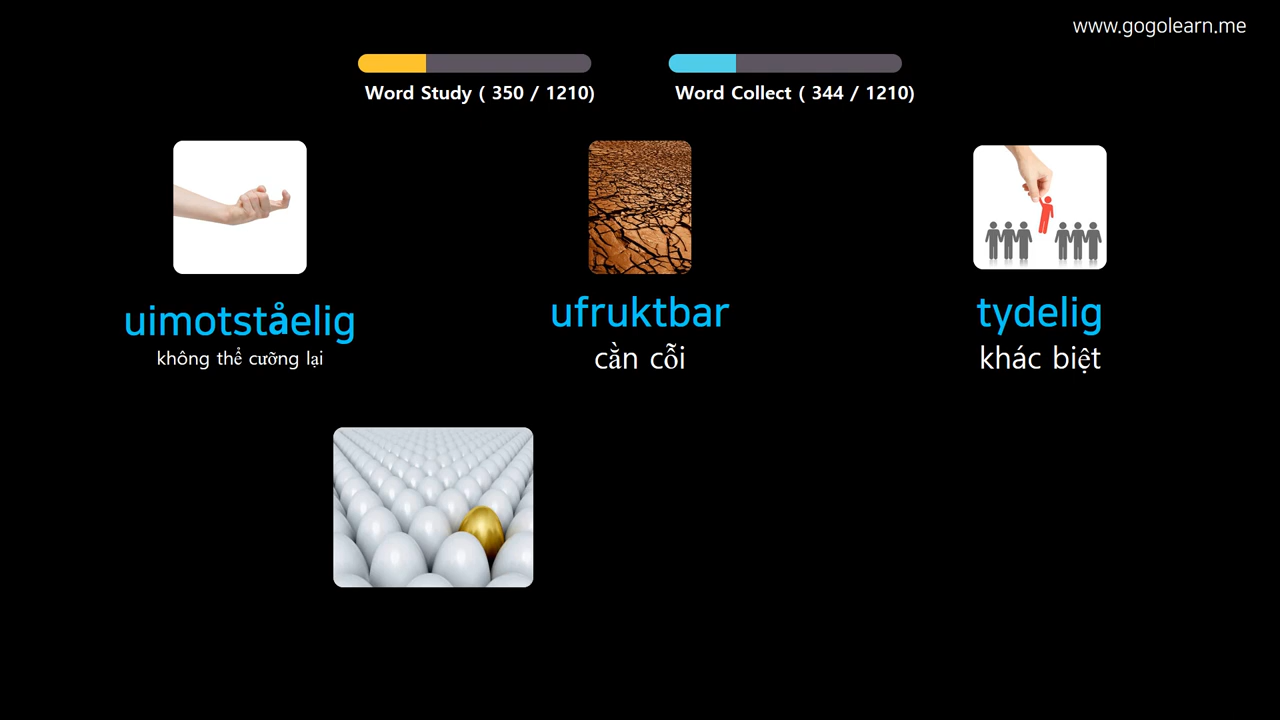 www.gogolearn.me
Word Study ( 350 / 1210)
Word Collect ( 344 / 1210)
uimotståelig
không thể cưỡng lại
ufruktbar
cằn cỗi
tydelig
khác biệt